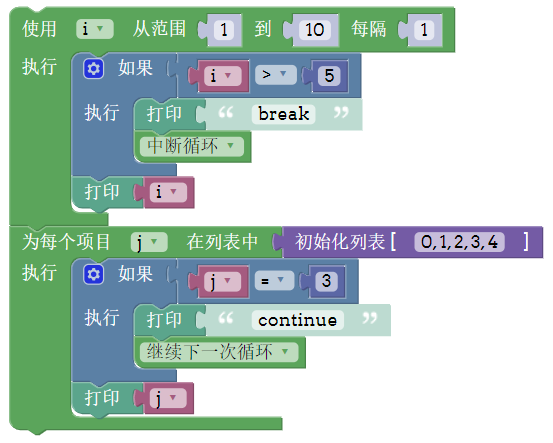 使用 i 从范围 1 到 10 每隔 1
执行 如果 i > 5
执行 打印 “ break ”
中断循环
打印 i
为每个项目 j 在列表中 初始化列表[ 0,1,2,3,4 ]
执行 如果 j = 3
执行 打印 “ continue ”
继续下一次循环
打印 j